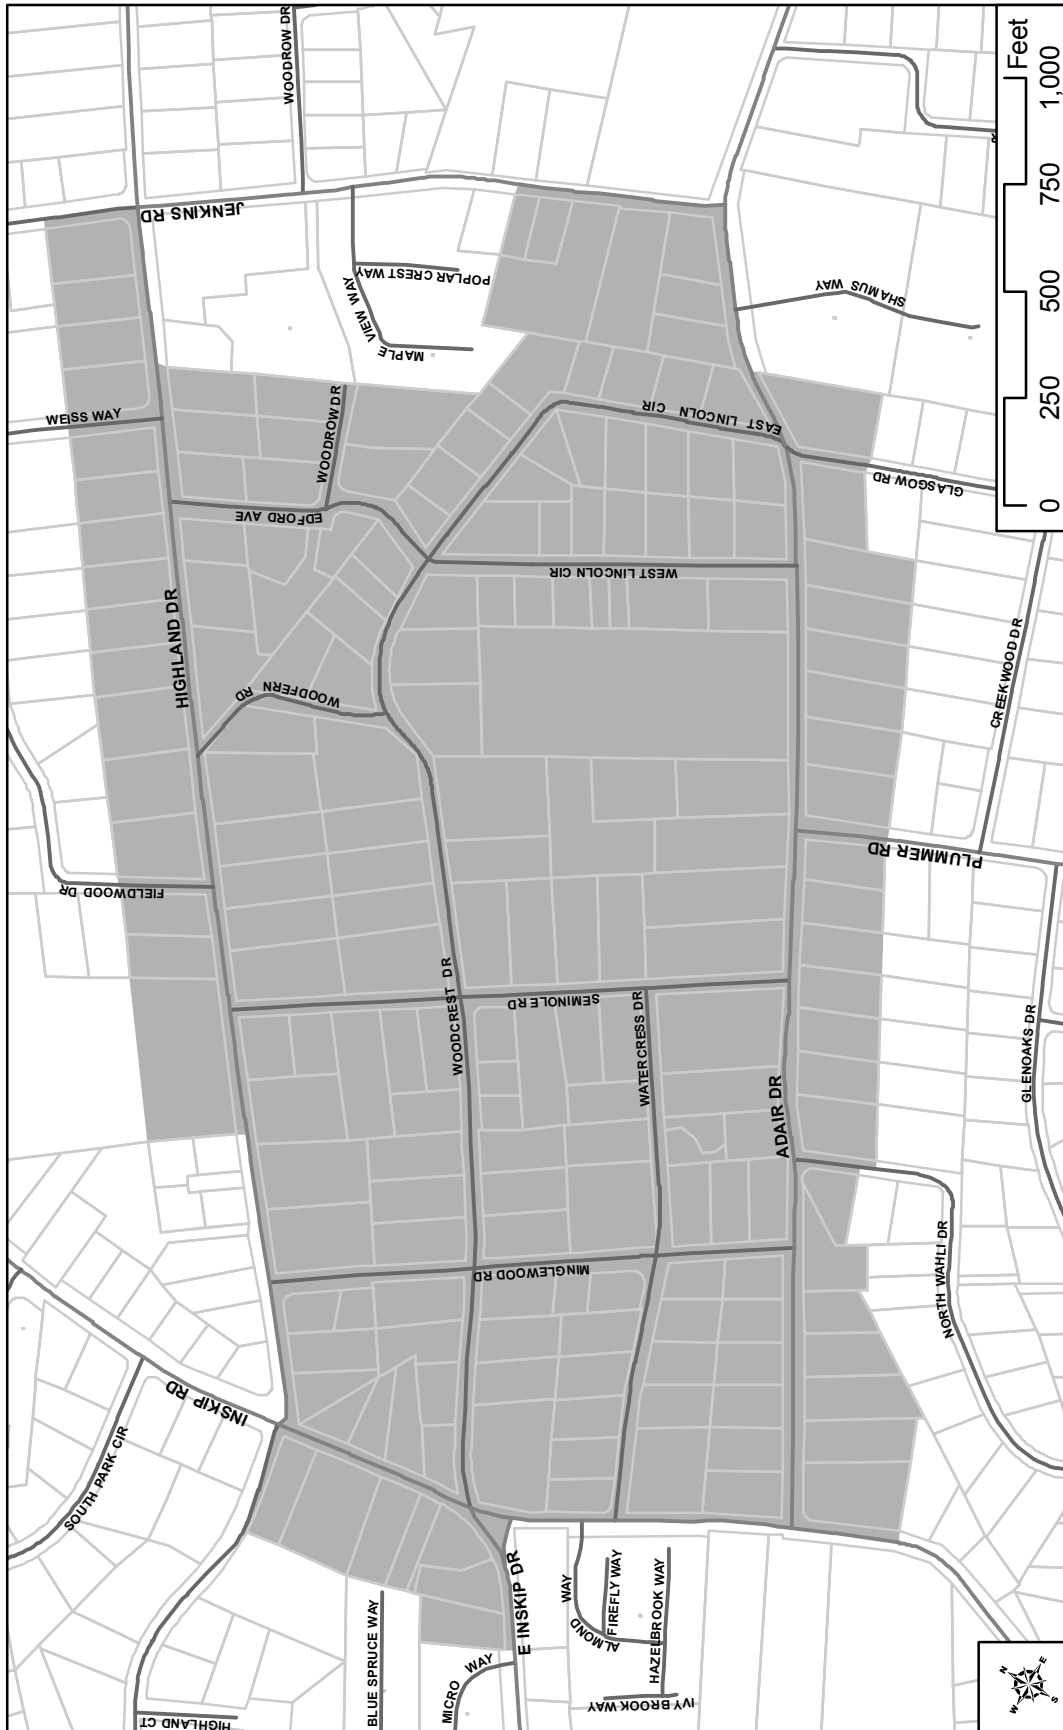 WOODROW DR
JENKINS RD
WEISS WAY
POPLAR CREST WAY
MAPLE VIEW WAY
WOODROW DR
EDFORD AVE
SHAMUS WAY
EAST LINCOLN CIR
GLASGOW RD
WEST LINCOLN CIR
HIGHLAND DR
WOODFERN RD
CREEKWOOD DR
PLUMMER RD
FIELDWOOD DR
WOODCREST DR
SEMINOLE RD
WATERCRESS DR
GLENOAKS DR
ADAIR DR
MINGLEWOOD RD
NORTH WAHLI DR
INSKIP RD
SOUTH PARK CIR
E INSKIP DR
ALMOND WAY
FIREFLY WAY
HAZELBROOK WAY
BLUE SPRUCE WAY
MICRO WAY
IVYBROOK WAY
HIGHLAND CT
Feet
0 250 500 750 1,000
N
W E
S